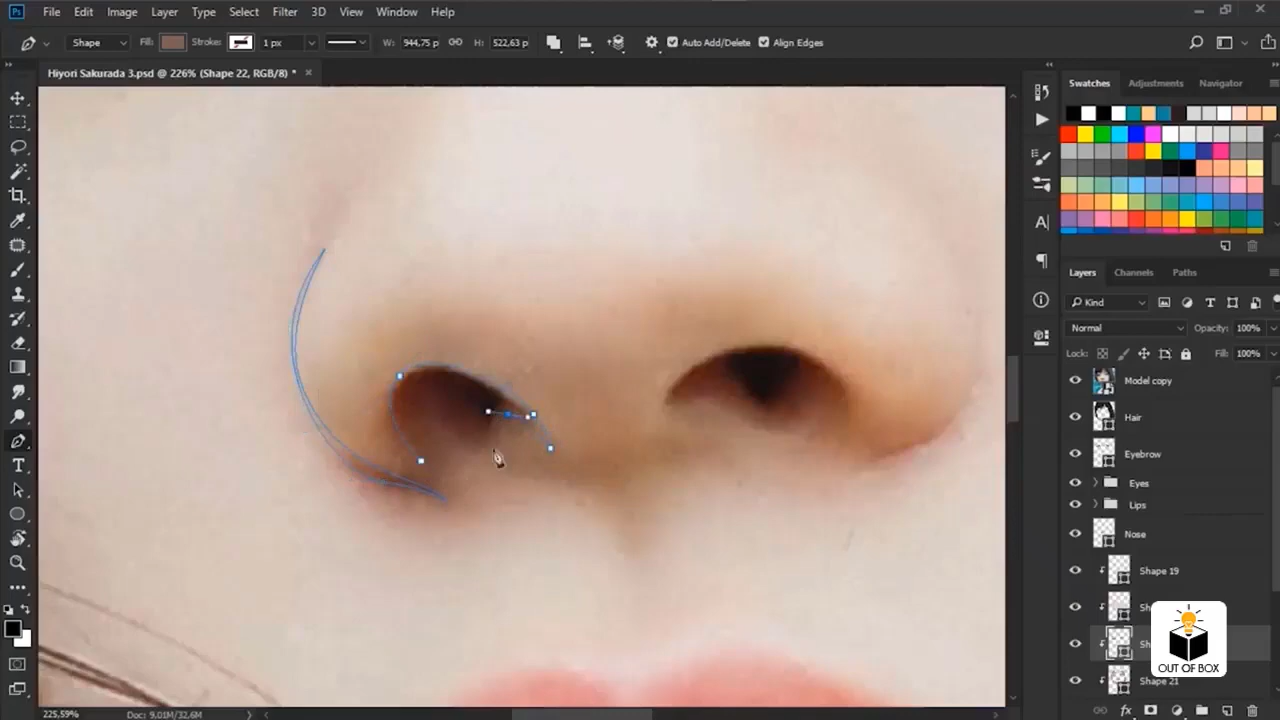 Ps File Edit Image Layer Type Select Filter 3D View Window Help
Shape Fill: Stroke: 1 px W: 944,75 p H: 522,63 p Auto Add/Delete Align Edges
Hiyori Sakurada 3.psd @ 226% (Shape 22, RGB/8) *
Swatches Adjustments Navigator
Layers Channels Paths
Kind
Normal Opacity: 100%
Lock: Fill: 100%
Model copy
Hair
Eyebrow
Eyes
Lips
Nose
Shape 19
Shape 21
OUT OF BOX
225,59% Doc: 9,01M/32,6M